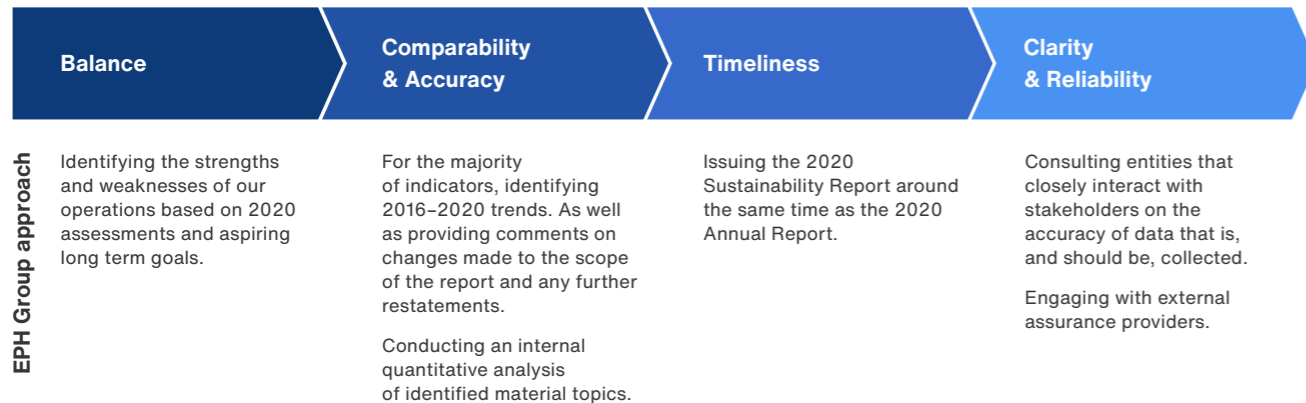 Balance
Comparability
& Accuracy
Timeliness
Clarity
& Reliability
EPH Group approach
Identifying the strengths
and weaknesses of our
operations based on 2020
assessments and aspiring
long term goals.
For the majority
of indicators, identifying
2016–2020 trends. As well
as providing comments on
changes made to the scope
of the report and any further
restatements.
Conducting an internal
quantitative analysis
of identified material topics.
Issuing the 2020
Sustainability Report around
the same time as the 2020
Annual Report.
Consulting entities that
closely interact with
stakeholders on the
accuracy of data that is,
and should be, collected.
Engaging with external
assurance providers.